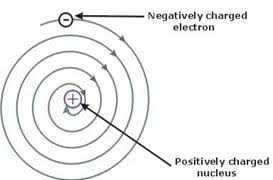 Negatively charged
electron
−
+
Positively charged
nucleus